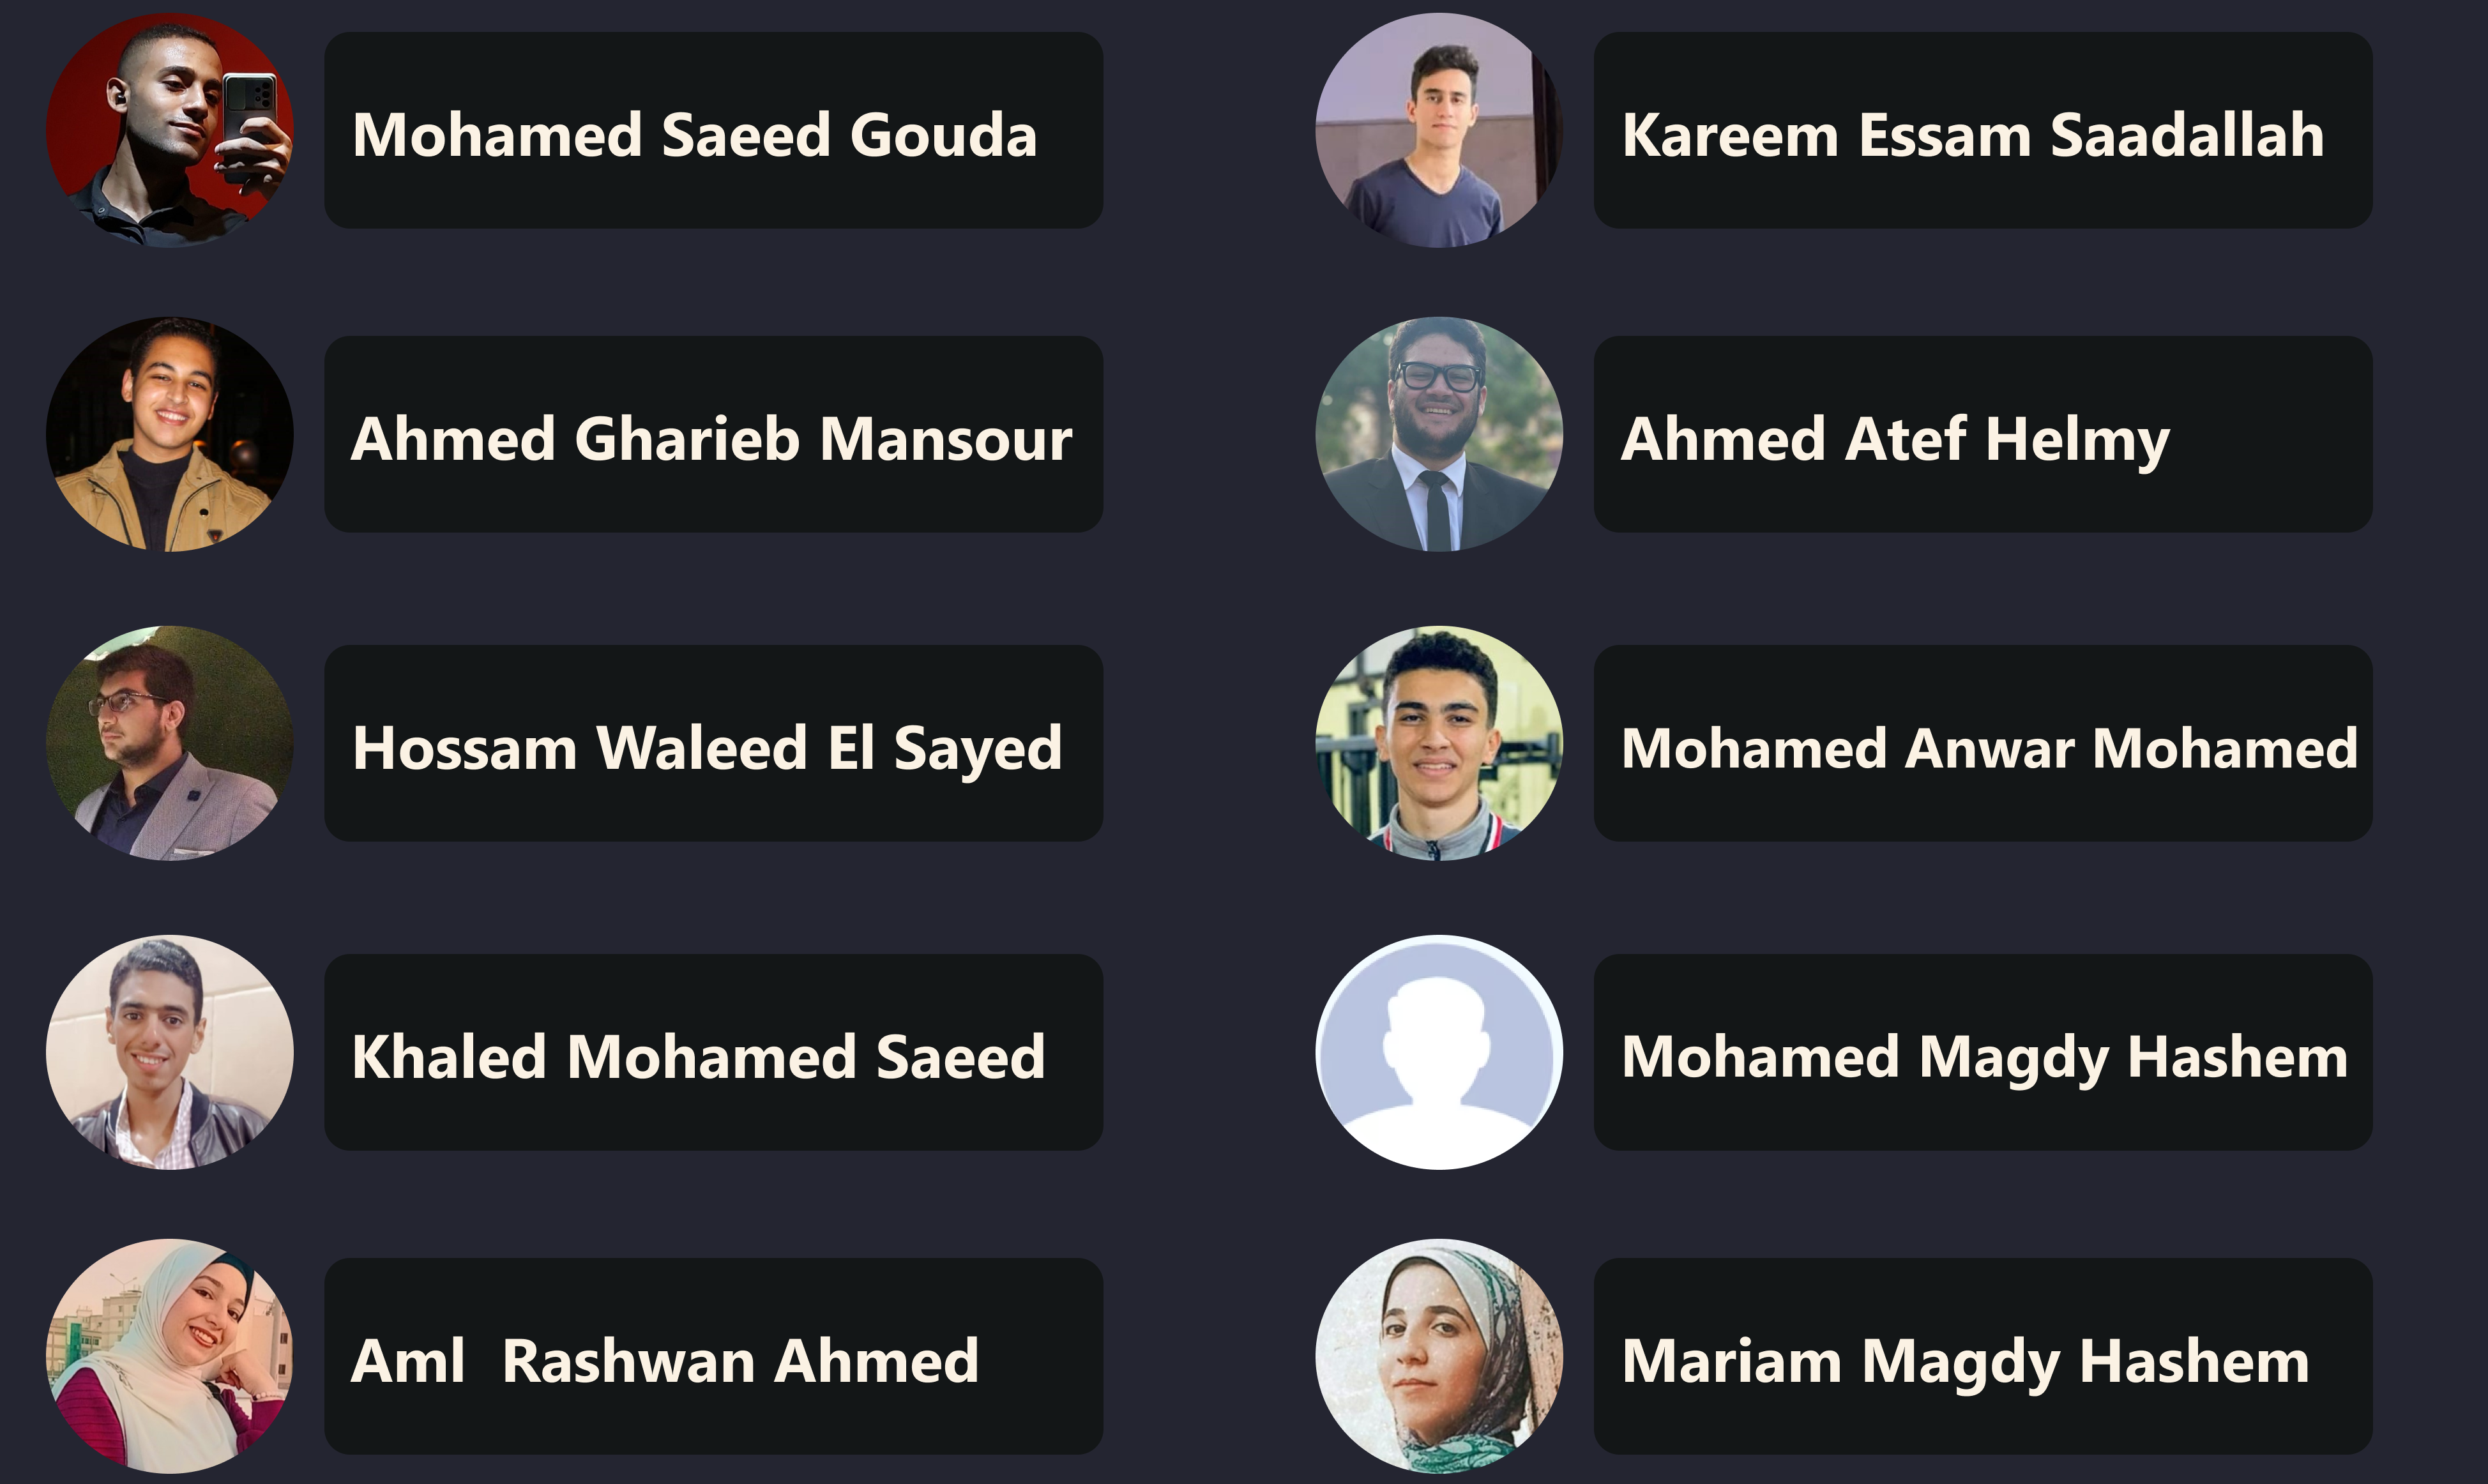 Mohamed Saeed Gouda
Kareem Essam Saadallah
Ahmed Gharieb Mansour
Ahmed Atef Helmy
Hossam Waleed El Sayed
Mohamed Anwar Mohamed
Khaled Mohamed Saeed
Mohamed Magdy Hashem
Aml  Rashwan Ahmed
Mariam Magdy Hashem